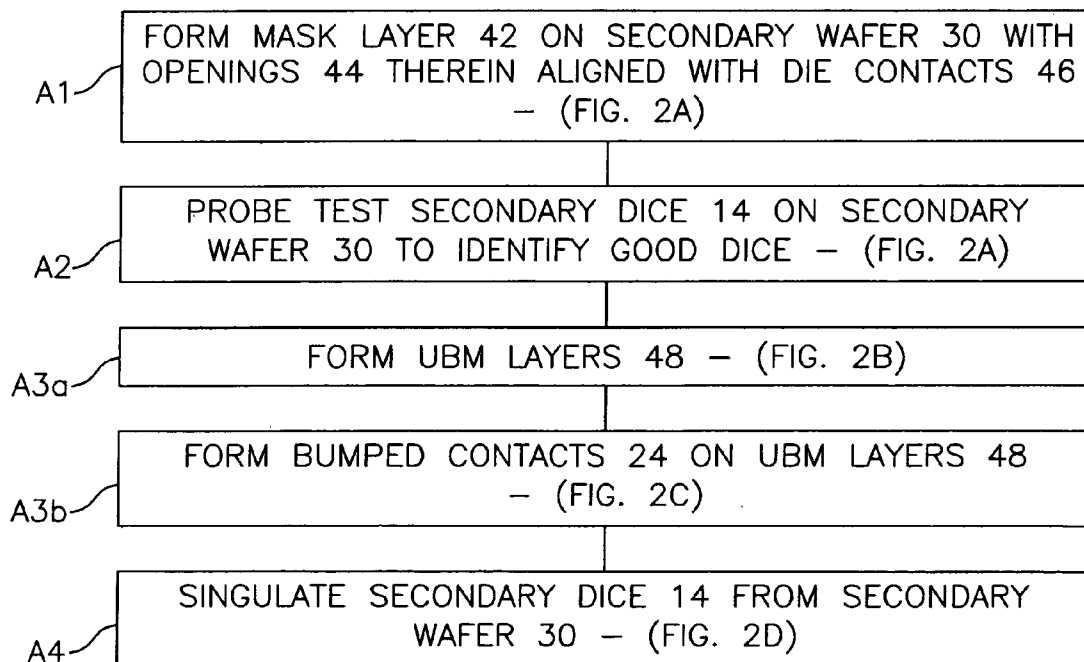 FORM MASK LAYER 42 ON SECONDARY WAFER 30 WITH
OPENINGS 44 THEREIN ALIGNED WITH DIE CONTACTS 46
– (FIG. 2A)
A1
PROBE TEST SECONDARY DICE 14 ON SECONDARY
WAFER 30 TO IDENTIFY GOOD DICE – (FIG. 2A)
A2
FORM UBM LAYERS 48 – (FIG. 2B)
A3a
FORM BUMPED CONTACTS 24 ON UBM LAYERS 48
– (FIG. 2C)
A3b
SINGULATE SECONDARY DICE 14 FROM SECONDARY
WAFER 30 – (FIG. 2D)
A4